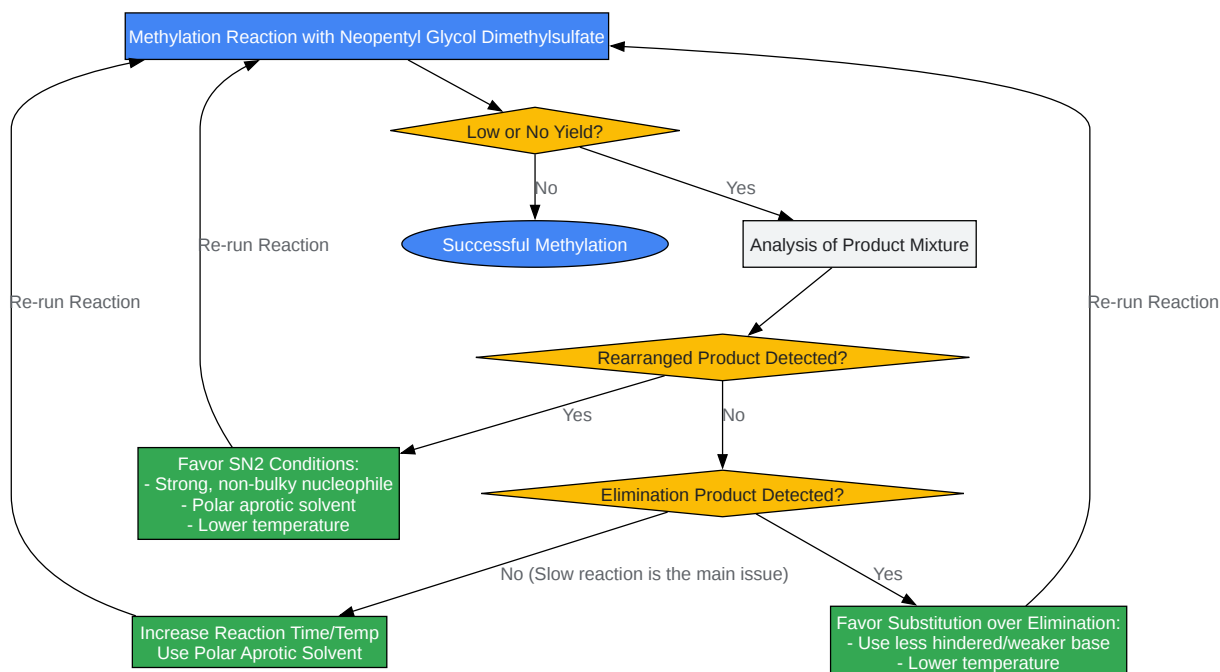 Methylation Reaction with Neopentyl Glycol Dimethylsulfate
Low or No Yield?
No
Yes
Successful Methylation
Analysis of Product Mixture
Re-run Reaction
Re-run Reaction
Re-run Reaction
Rearranged Product Detected?
Yes
No
Favor SN2 Conditions:
- Strong, non-bulky nucleophile
- Polar aprotic solvent
- Lower temperature
Elimination Product Detected?
No (Slow reaction is the main issue)
Yes
Increase Reaction Time/Temp
Use Polar Aprotic Solvent
Favor Substitution over Elimination:
- Use less hindered/weaker base
- Lower temperature